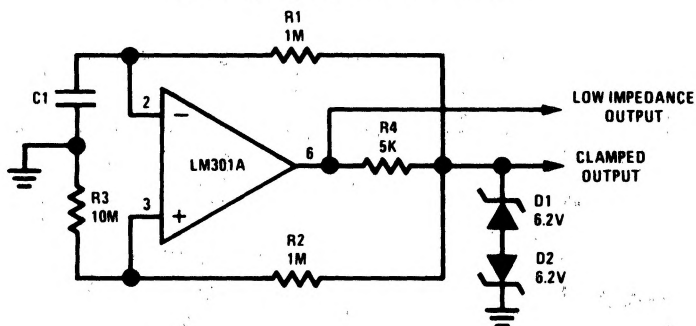 R1
1M
C1
2
LM301A
6
R4
5K
LOW IMPEDANCE
OUTPUT
CLAMPED
OUTPUT
R3
10M
3
R2
1M
D1
6.2V
D2
6.2V